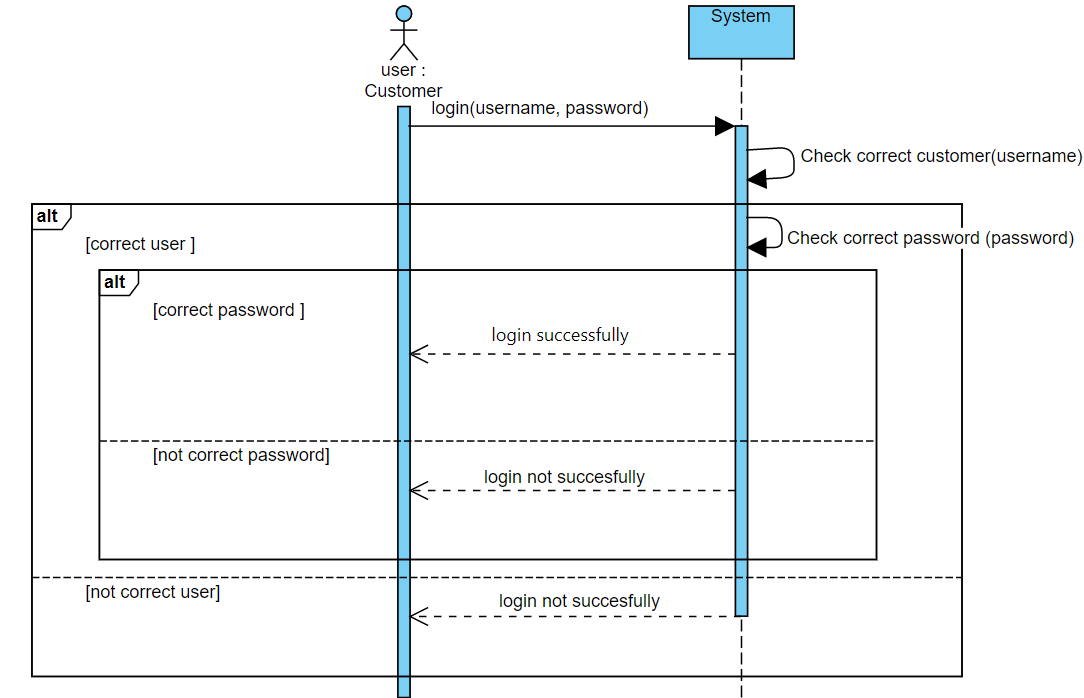 System
user :
Customer
login(username, password)
Check correct customer(username)
alt
[correct user ]
Check correct password (password)
alt
[correct password ]
login successfully
[not correct password]
login not succesfully
[not correct user]
login not succesfully